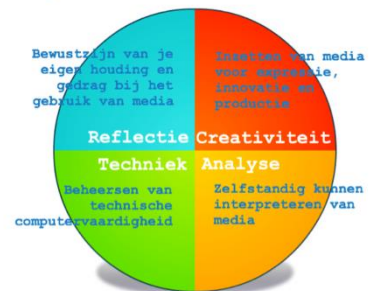 Bewustzijn van je
eigen houding en
gedrag bij het
gebruik van media
Reflectie
Inzetten van media
voor expressie,
innovatie en
productie
Creativiteit
Techniek
Beheersen van
technische
computervaardigheid
Analyse
Zelfstandig kunnen
interpreteren van
media